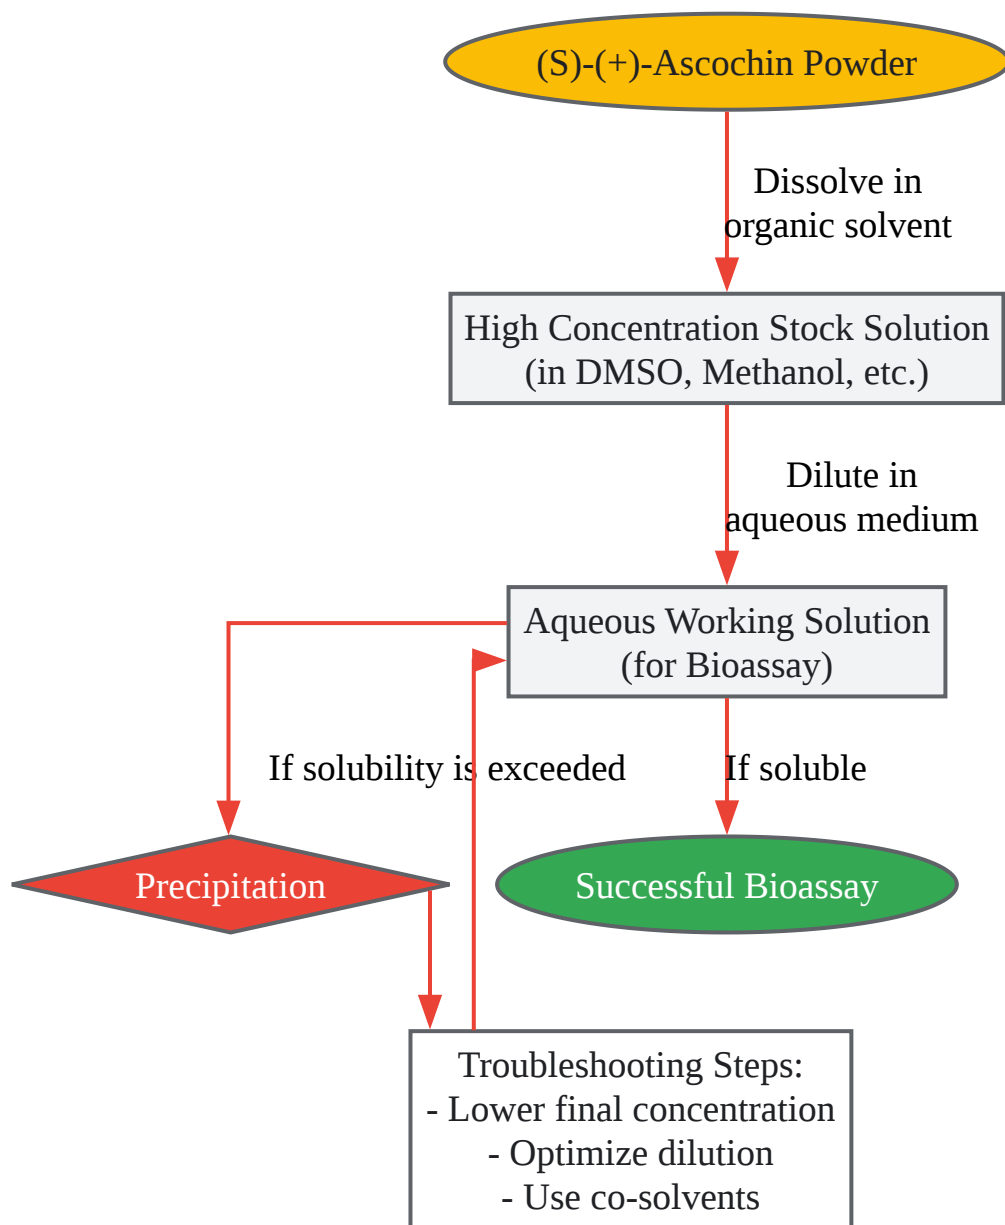 (S)-(+)-Ascochin Powder
Dissolve in
organic solvent
High Concentration Stock Solution
(in DMSO, Methanol, etc.)
Dilute in
aqueous medium
Aqueous Working Solution
(for Bioassay)
If solubility is exceeded
If soluble
Precipitation
Successful Bioassay
Troubleshooting Steps:
- Lower final concentration
- Optimize dilution
- Use co-solvents